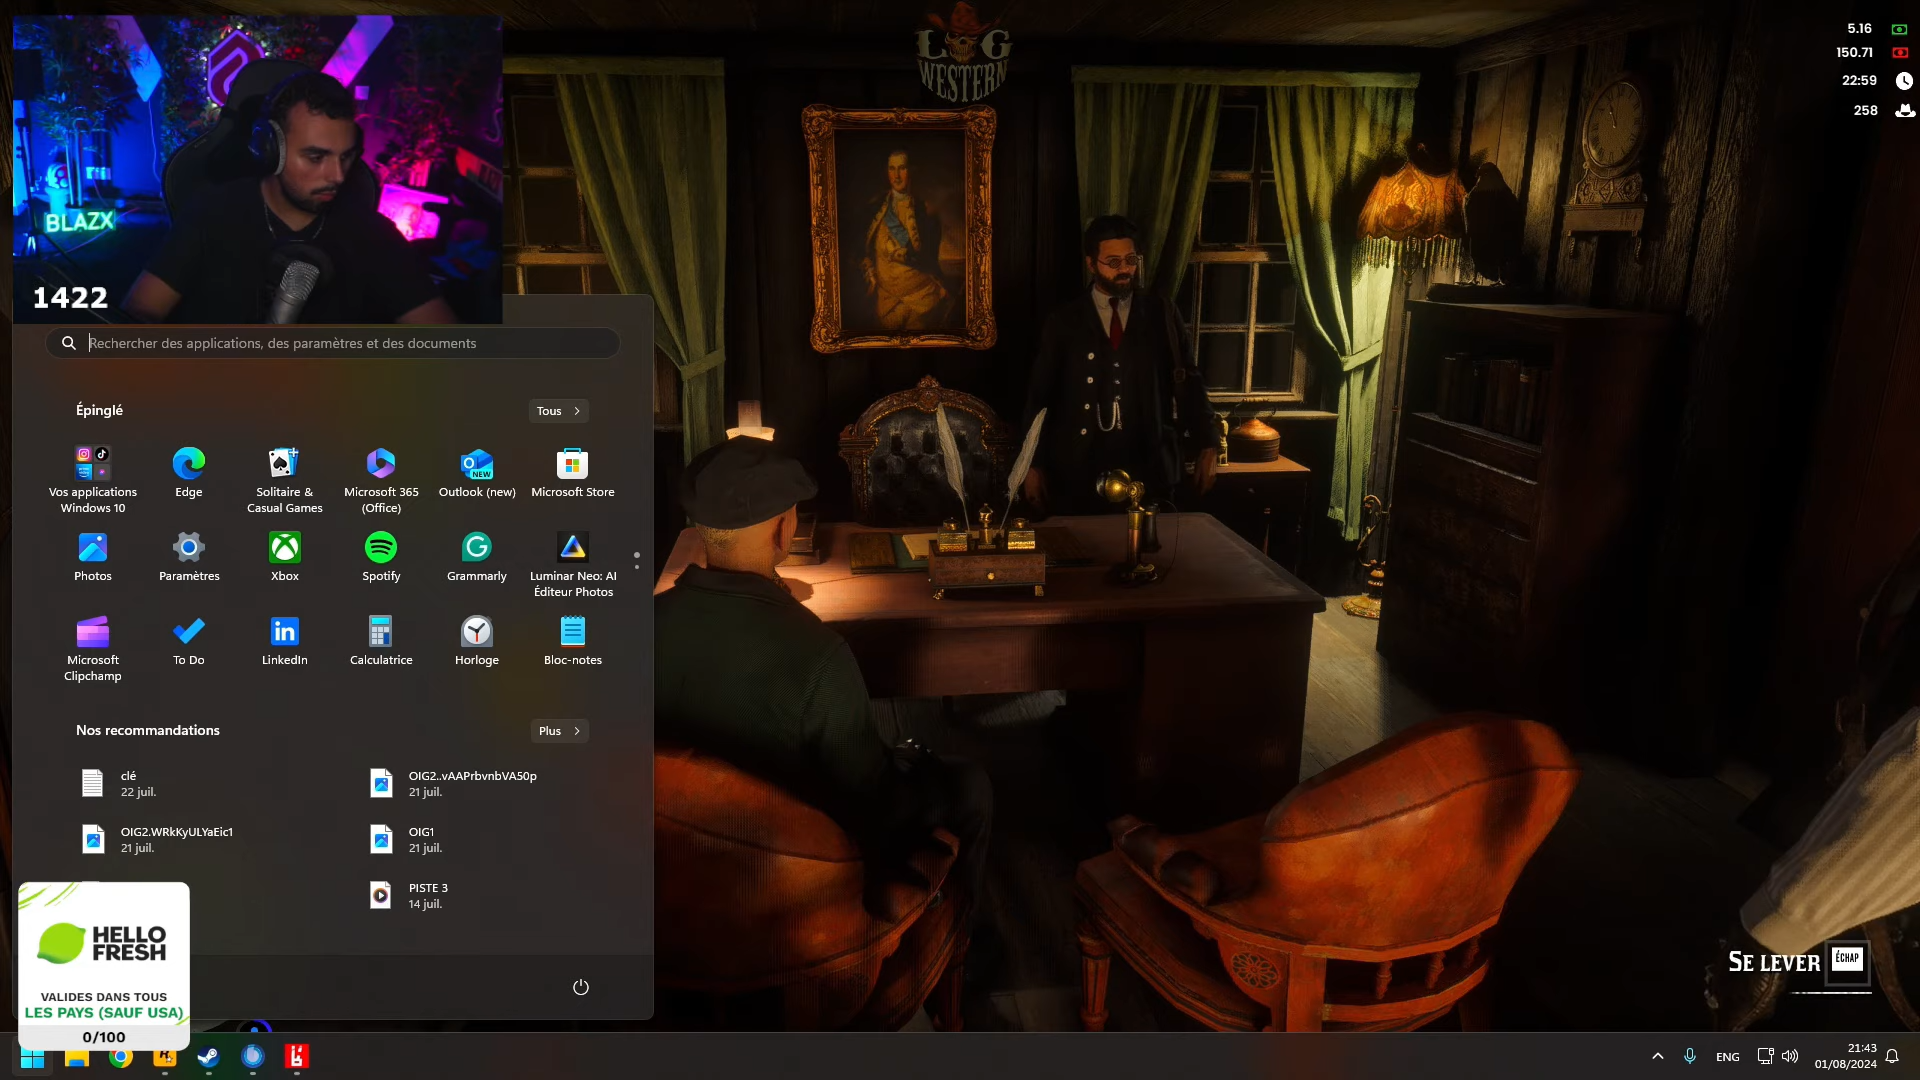 5.16
150.71
22:59
258
L G
WESTERN
BLAZX
1422
Rechercher des applications, des paramètres et des documents
Épinglé
Tous
Vos applications
Windows 10
Edge
Solitaire &
Casual Games
Microsoft 365
(Office)
NEW
Outlook (new)
Microsoft Store
Photos
Paramètres
Xbox
Spotify
Grammarly
Luminar Neo: AI
Éditeur Photos
Microsoft
Clipchamp
To Do
LinkedIn
Calculatrice
Horloge
Bloc-notes
Nos recommandations
Plus
clé
22 juil.
OIG2..vAAPrbvnbVA50p
21 juil.
OIG2.WRkKyULYaEic1
21 juil.
OIG1
21 juil.
PISTE 3
14 juil.
HELLO
FRESH
VALIDES DANS TOUS
LES PAYS (SAUF USA)
0/100
SE LEVER
ÉCHAP
ENG
21:43
01/08/2024